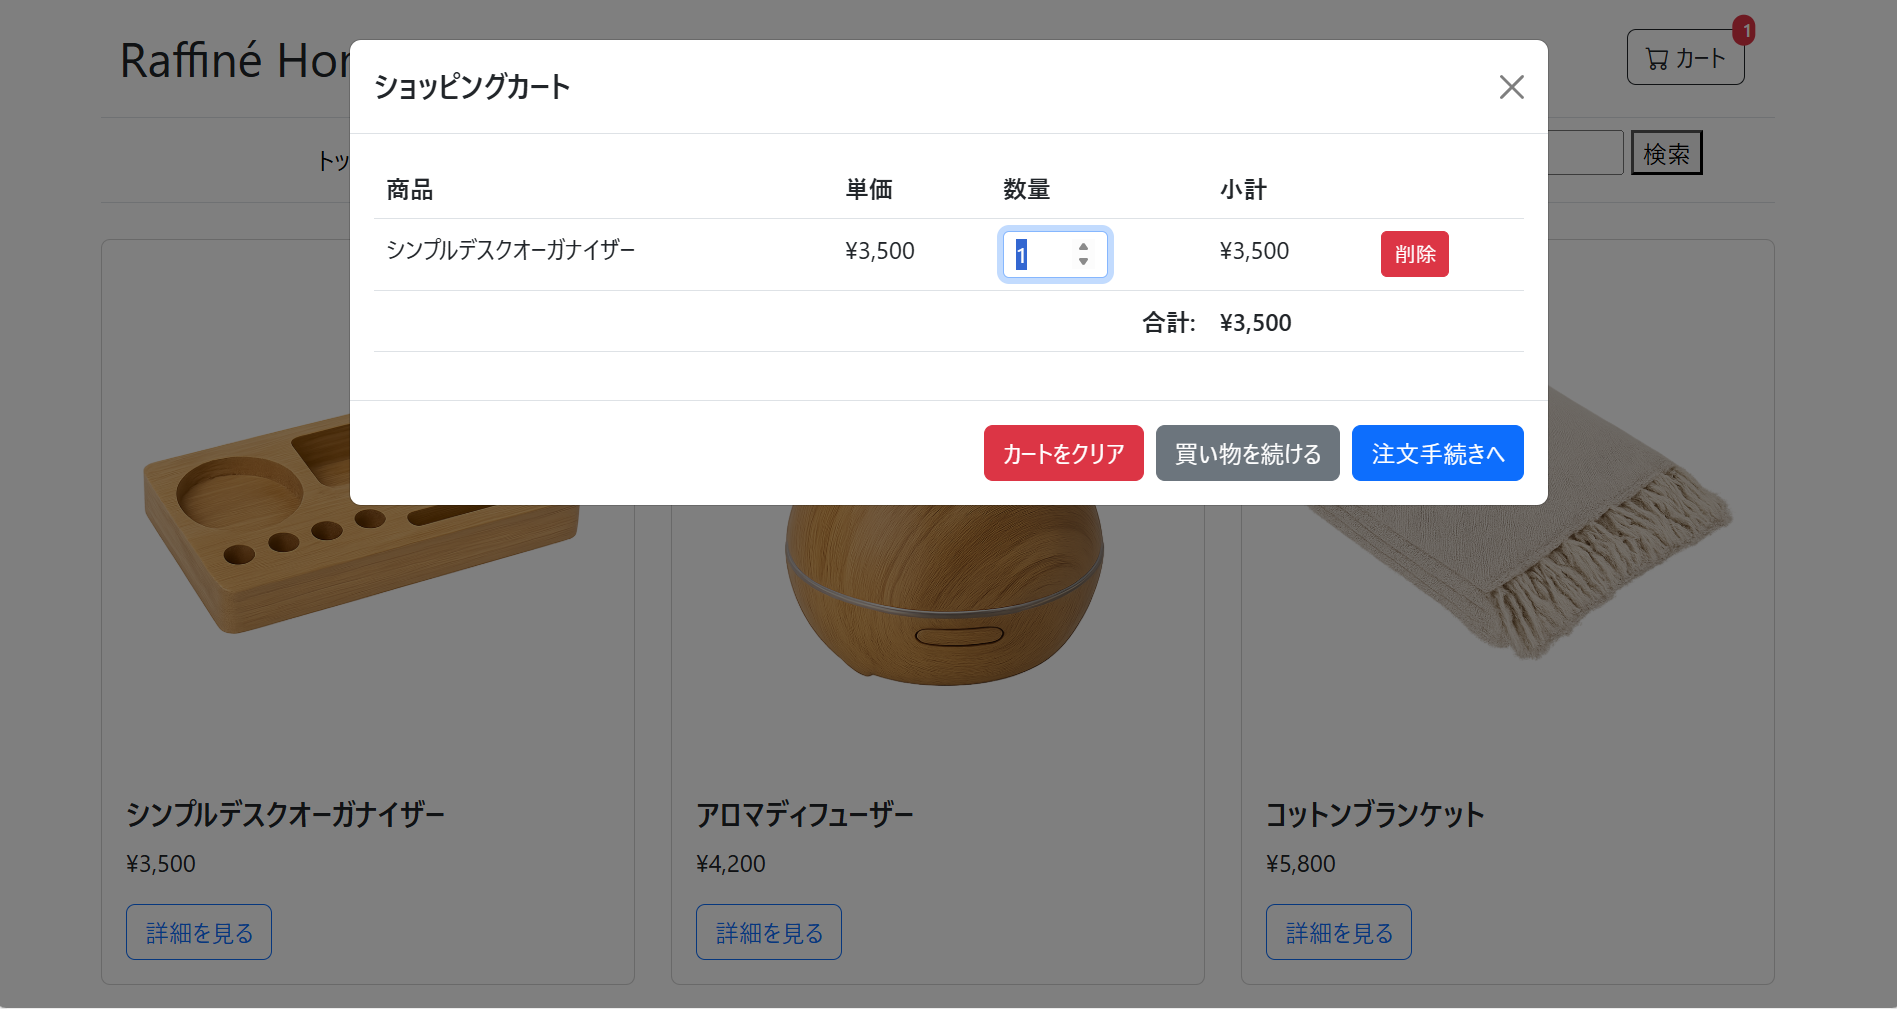 Raffiné Hor
カート
1
トッ
検索
ショッピングカート
商品 単価 数量 小計
シンプルデスクオーガナイザー ¥3,500 1 ¥3,500 削除
合計: ¥3,500
カートをクリア 買い物を続ける 注文手続きへ
シンプルデスクオーガナイザー
¥3,500
詳細を見る
アロマディフューザー
¥4,200
詳細を見る
コットンブランケット
¥5,800
詳細を見る